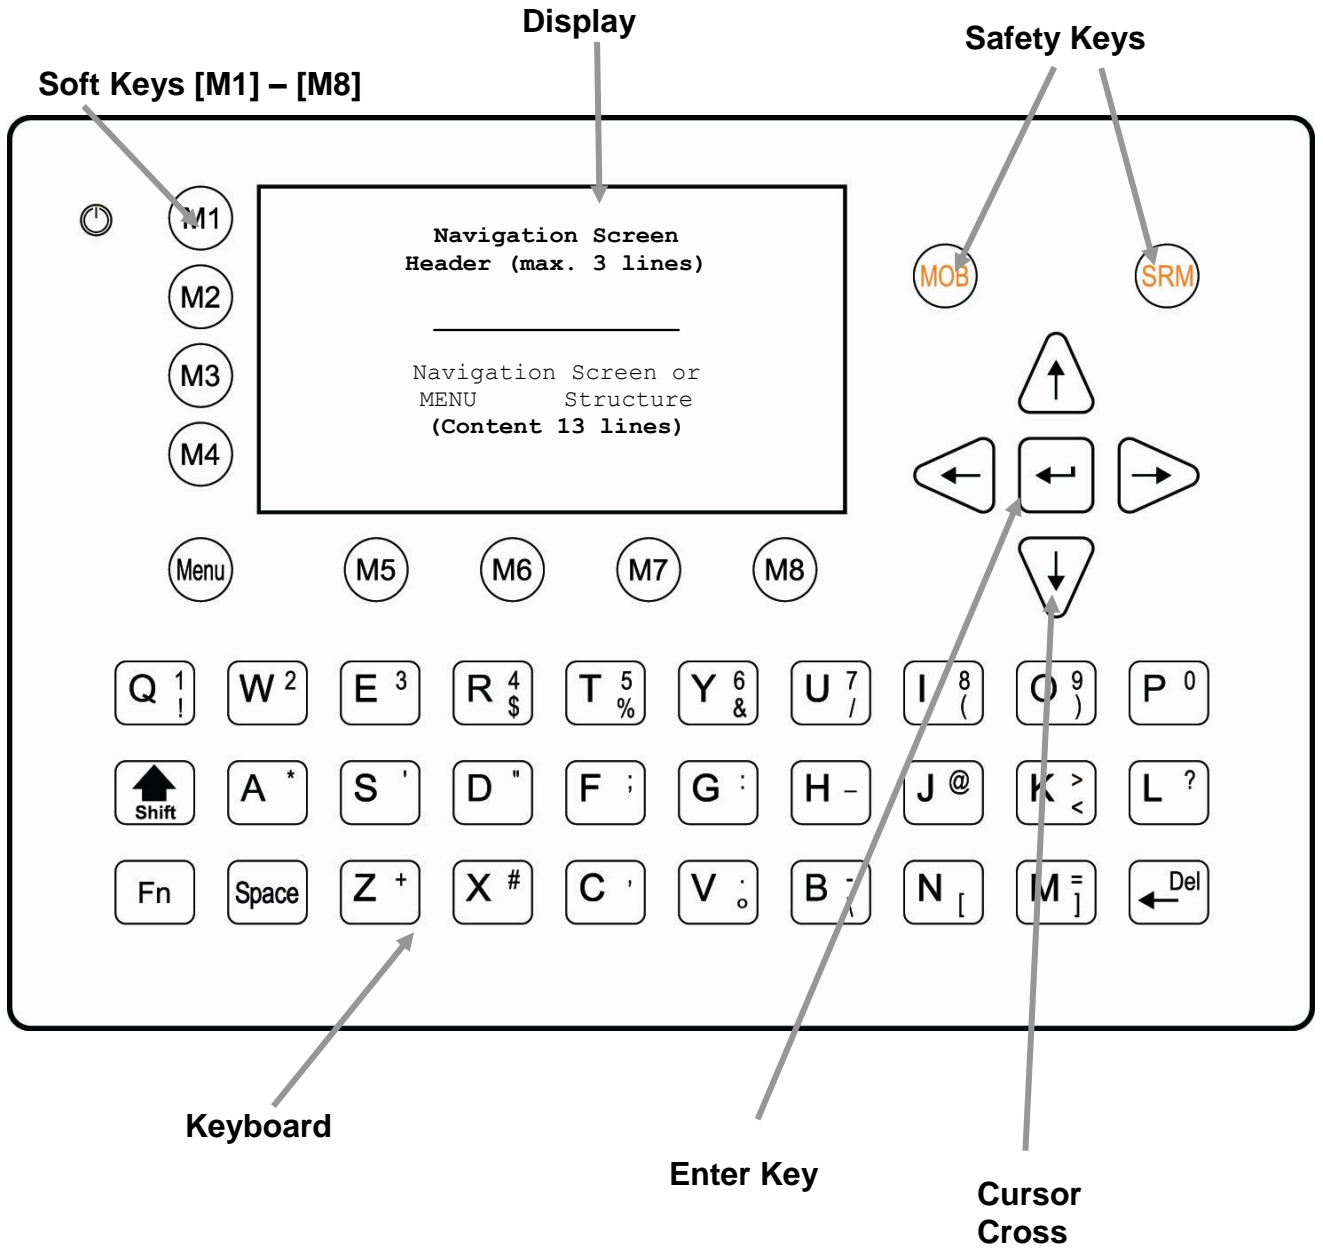 Display
Safety Keys
Soft Keys [M1] – [M8]
M1
Navigation Screen
Header (max. 3 lines)
MOB
SRM
M2
M3
Navigation Screen or
MENU Structure
(Content 13 lines)
M4
Menu
M5
M6
M7
M8
Q 1 !
W 2
E 3
R 4 $
T 5 %
Y 6 &
U 7 /
I 8 (
O 9 )
P 0
Shift
A *
S '
D "
F ;
G :
H _
J @
K > <
L ?
Fn
Space
Z +
X #
C ,
V . o
B - \
N [
M = ]
Del
Keyboard
Enter Key
Cursor
Cross